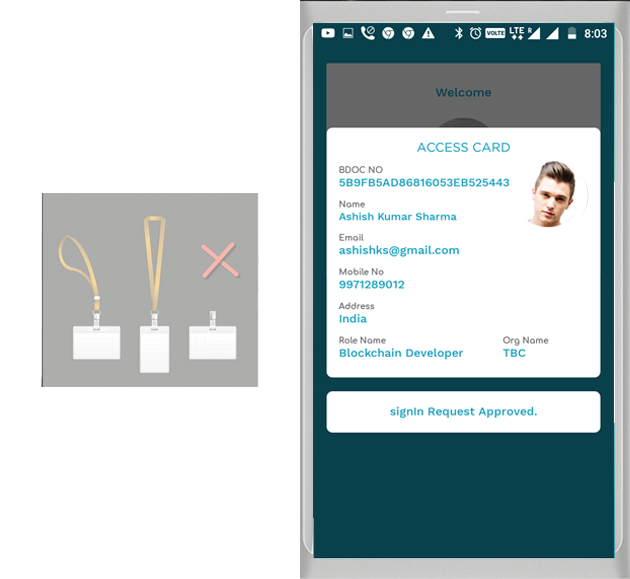 VOLTE LTE R 8:03
Welcome
ACCESS CARD
BDOC NO
5B9FB5AD86816053EB525443
Name
Ashish Kumar Sharma
Email
ashishks@gmail.com
Mobile No
9971289012
Address
India
Role Name Org Name
Blockchain Developer TBC
signIn Request Approved.